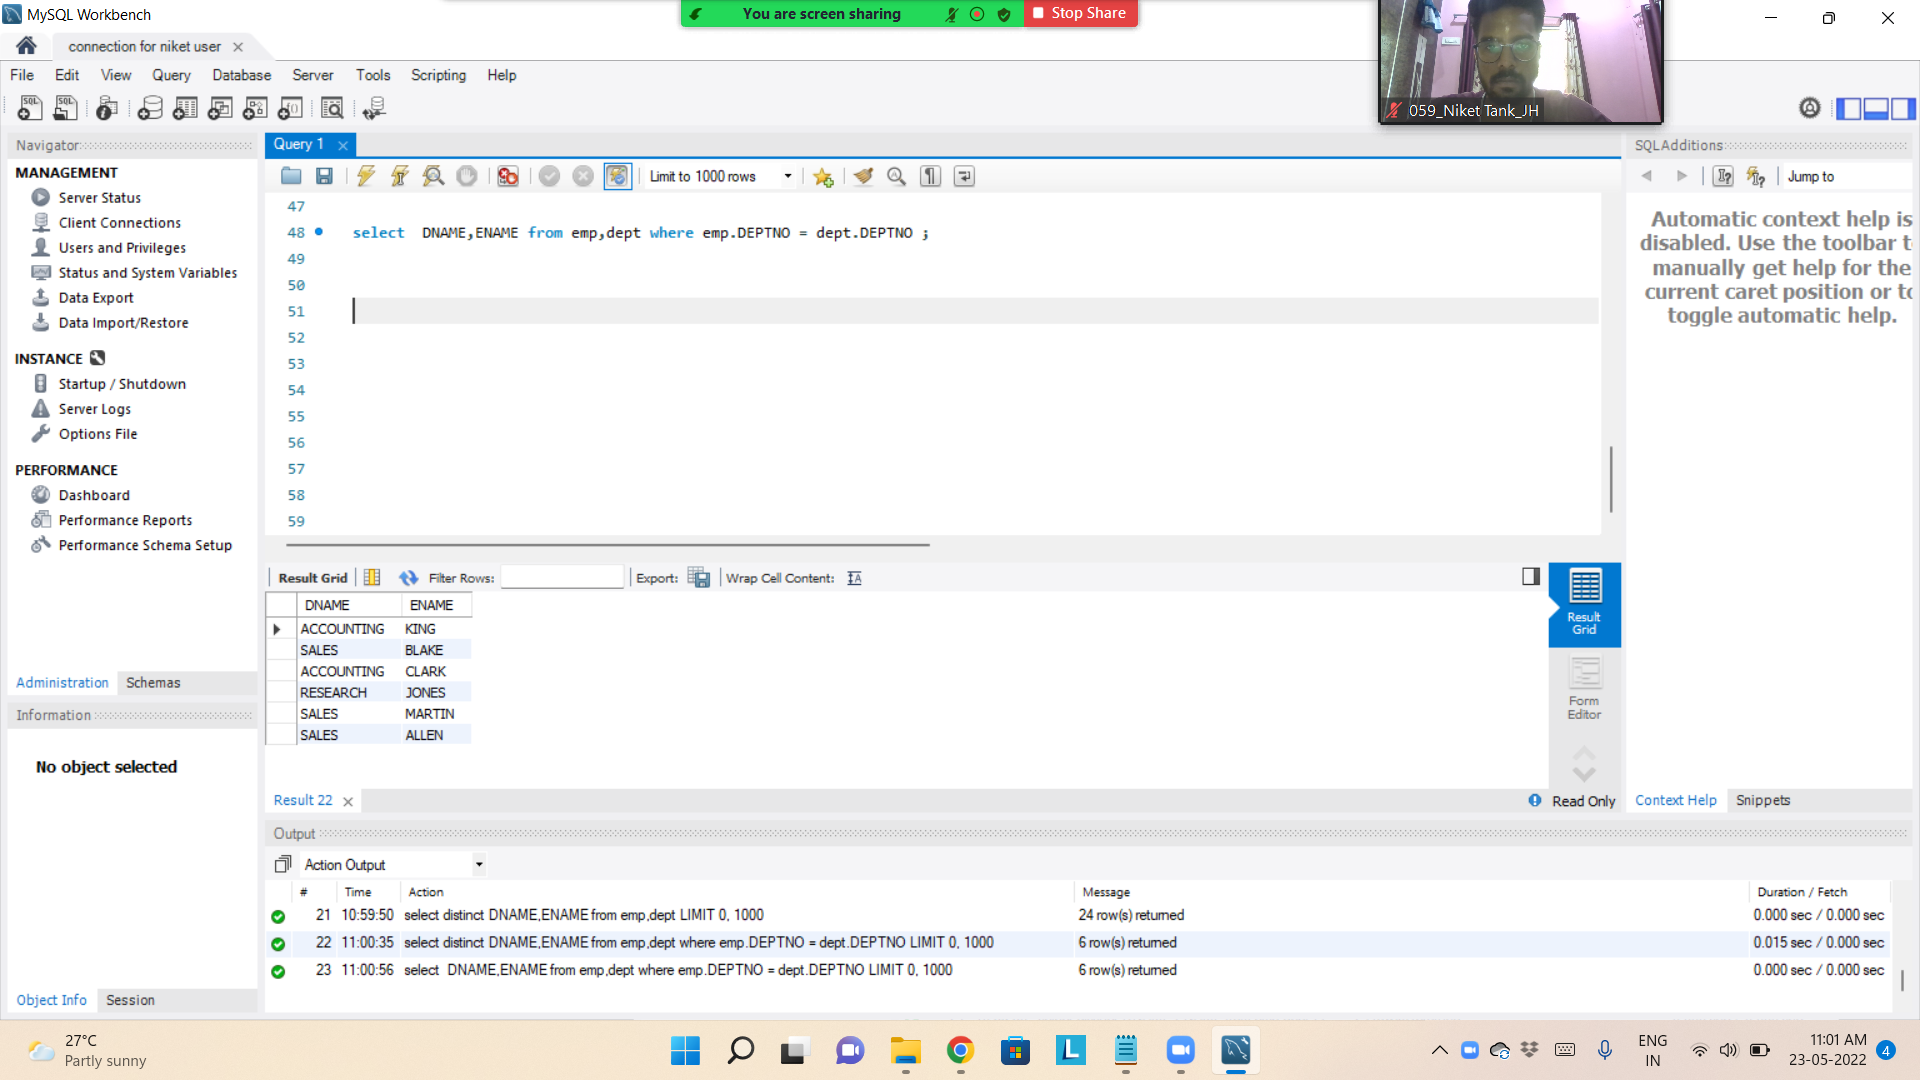 MySQL Workbench
You are screen sharing
Stop Share
connection for niket user
File Edit View Query Database Server Tools Scripting Help
059_Niket Tank_JH
Navigator
MANAGEMENT
Server Status
Client Connections
Users and Privileges
Status and System Variables
Data Export
Data Import/Restore
INSTANCE
Startup / Shutdown
Server Logs
Options File
PERFORMANCE
Dashboard
Performance Reports
Performance Schema Setup
Administration Schemas
Information
No object selected
Object Info Session
Query 1
Limit to 1000 rows
47
48 select DNAME,ENAME from emp,dept where emp.DEPTNO = dept.DEPTNO ;
49
50
51
52
53
54
55
56
57
58
59
Result Grid Filter Rows: Export: Wrap Cell Content:
DNAME ENAME
ACCOUNTING KING
SALES BLAKE
ACCOUNTING CLARK
RESEARCH JONES
SALES MARTIN
SALES ALLEN
Result
Grid
Form
Editor
Result 22
Read Only
SQLAdditions
Jump to
Automatic context help is
disabled. Use the toolbar t
manually get help for the
current caret position or to
toggle automatic help.
Context Help Snippets
Output
Action Output
# Time Action Message Duration / Fetch
21 10:59:50 select distinct DNAME,ENAME from emp,dept LIMIT 0, 1000 24 row(s) returned 0.000 sec / 0.000 sec
22 11:00:35 select distinct DNAME,ENAME from emp,dept where emp.DEPTNO = dept.DEPTNO LIMIT 0, 1000 6 row(s) returned 0.015 sec / 0.000 sec
23 11:00:56 select DNAME,ENAME from emp,dept where emp.DEPTNO = dept.DEPTNO LIMIT 0, 1000 6 row(s) returned 0.000 sec / 0.000 sec
27°C
Partly sunny
ENG
IN
11:01 AM
23-05-2022
4